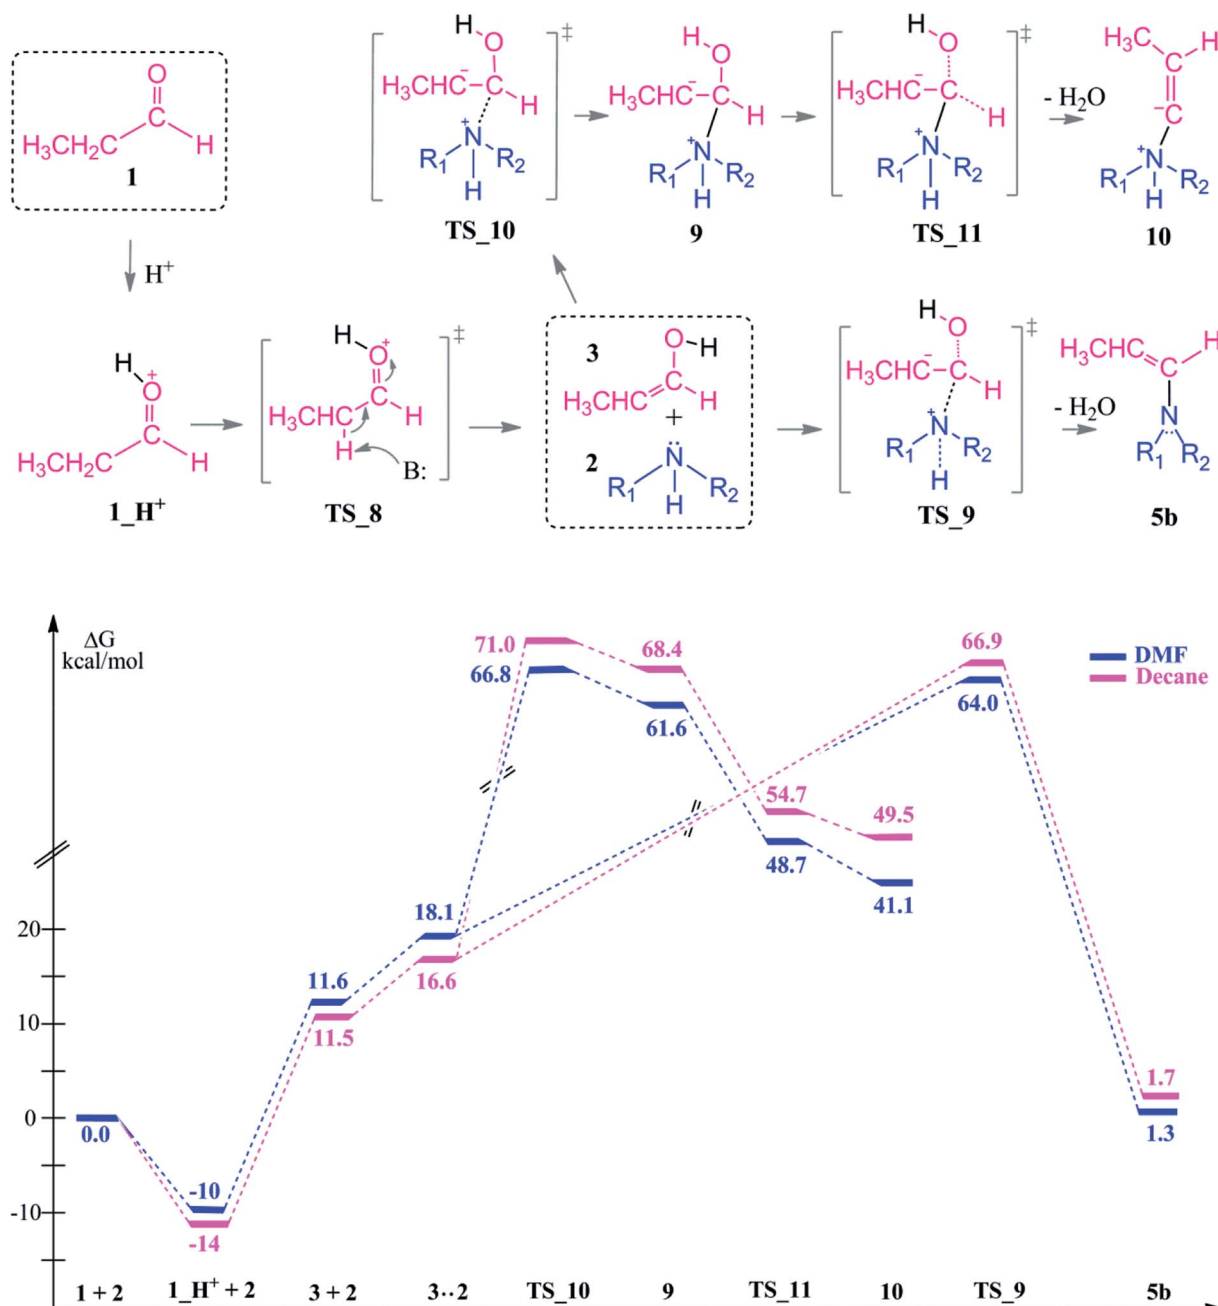 O
H₃CH₂C
C
H
1
H⁺
H
O
+
H₃CH₂C
C
H
1_H⁺
H
O
+
H₃CHC
C
H
H
B:
‡
TS_8
H
O
H₃CHC
−
C
H
+
N
R₁
R₂
H
‡
TS_10
H
O
H₃CHC
−
C
H
+
N
R₁
R₂
H
9
H
O
H₃CHC
−
C
H
+
N
R₁
R₂
H
‡
TS_11
- H₂O
H₃C
H
C
C
−
+
N
R₁
R₂
H
10
3
O
H
H₃CHC
C
H
+
2
N
R₁
R₂
H
H
O
H₃CHC
−
C
H
+
N
R₁
R₂
H
‡
TS_9
- H₂O
H₃CHC
C
H
N
R₁
R₂
5b
ΔG
kcal/mol
DMF
Decane
20
10
0
-10
0.0
-10
-14
11.6
11.5
18.1
16.6
71.0
66.8
68.4
61.6
54.7
48.7
49.5
41.1
66.9
64.0
1.7
1.3
1 + 2 1_H⁺ + 2 3 + 2 3··2 TS_10 9 TS_11 10 TS_9 5b